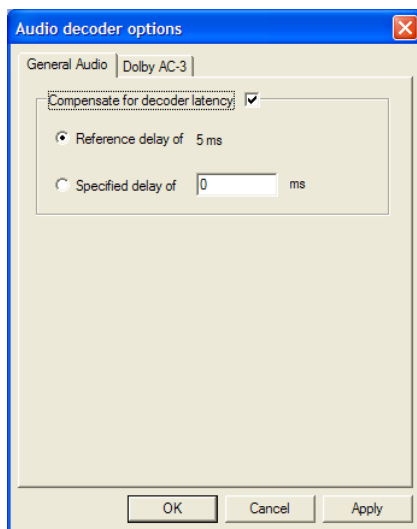 Audio decoder options
General Audio Dolby AC-3
Compensate for decoder latency
Reference delay of 5 ms
Specified delay of 0 ms
OK Cancel Apply